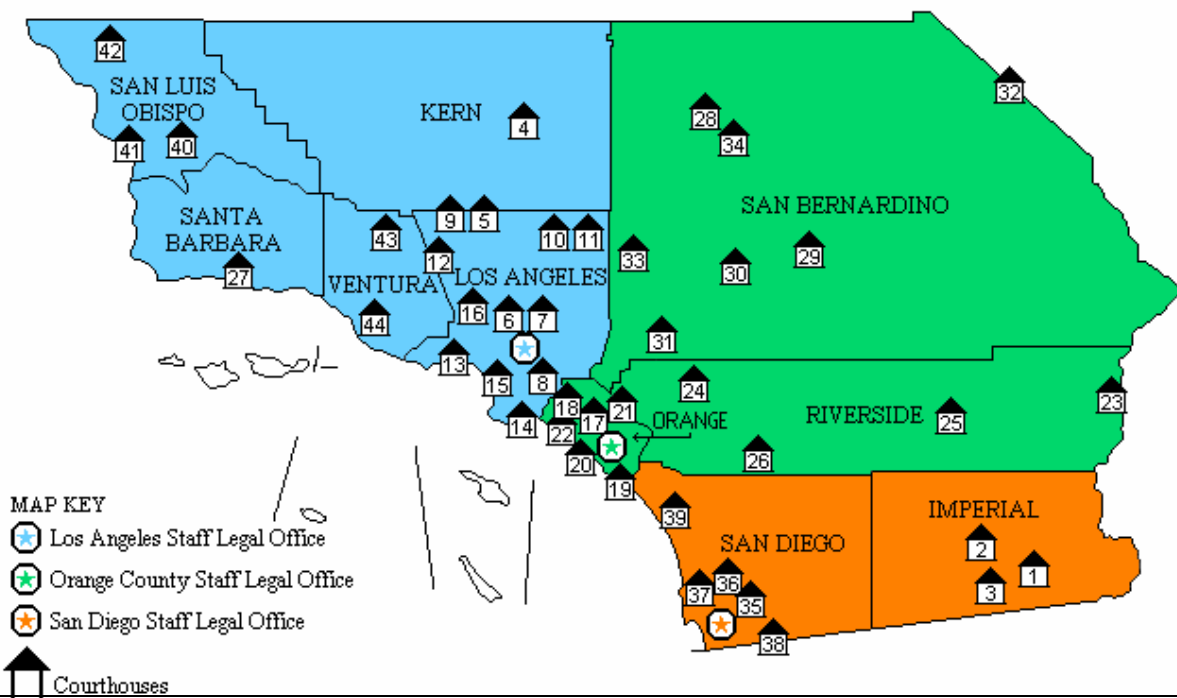 42
SAN LUIS
OBISPO
41
40
KERN
4
28
34
32
SAN BERNARDINO
SANTA
BARBARA
27
43
VENTURA
44
9
5
10
11
12
LOS ANGELES
16
6
7
13
15
8
14
33
30
29
31
18
17
21
22
20
19
ORANGE
24
RIVERSIDE
25
23
26
39
SAN DIEGO
IMPERIAL
2
1
3
37
36
35
38
MAP KEY
Los Angeles Staff Legal Office
Orange County Staff Legal Office
San Diego Staff Legal Office
Courthouses